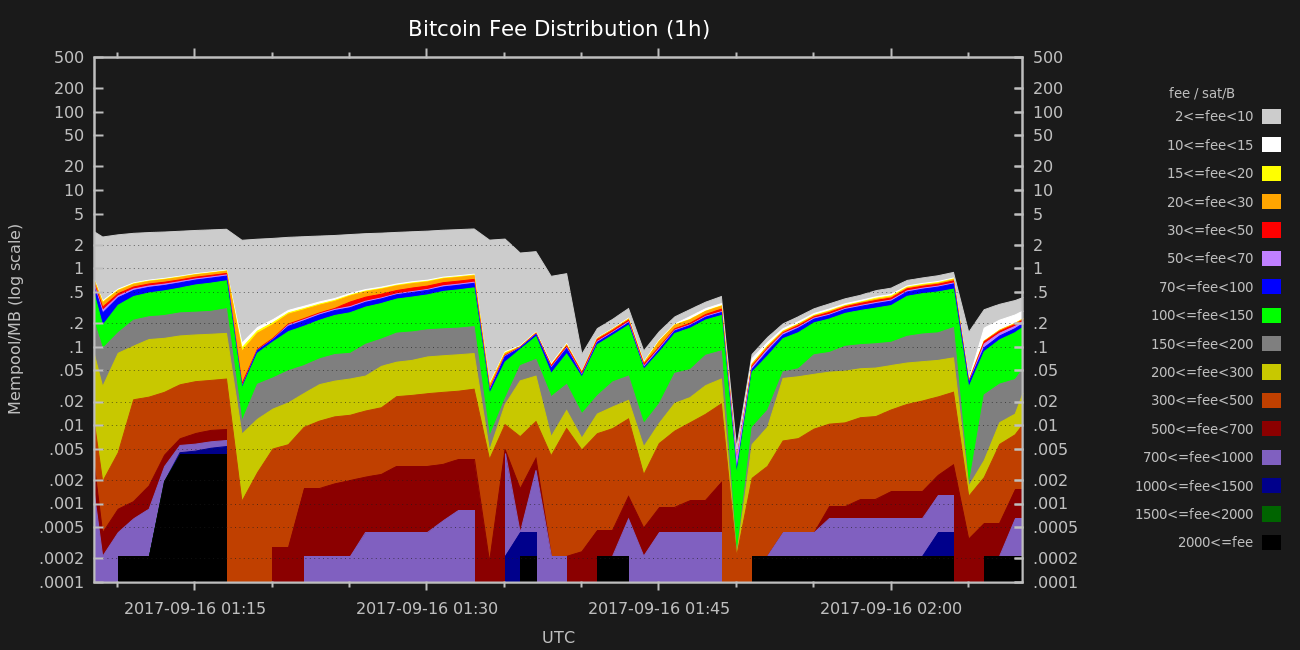 Bitcoin Fee Distribution (1h)
Mempool/MB (log scale)
500
200
100
50
20
10
5
2
1
.5
.2
.1
.05
.02
.01
.005
.002
.001
.0005
.0002
.0001
500
200
100
50
20
10
5
2
1
.5
.2
.1
.05
.02
.01
.005
.002
.001
.0005
.0002
.0001
2017-09-16 01:15
2017-09-16 01:30
2017-09-16 01:45
2017-09-16 02:00
UTC
fee / sat/B
2<=fee<10
10<=fee<15
15<=fee<20
20<=fee<30
30<=fee<50
50<=fee<70
70<=fee<100
100<=fee<150
150<=fee<200
200<=fee<300
300<=fee<500
500<=fee<700
700<=fee<1000
1000<=fee<1500
1500<=fee<2000
2000<=fee